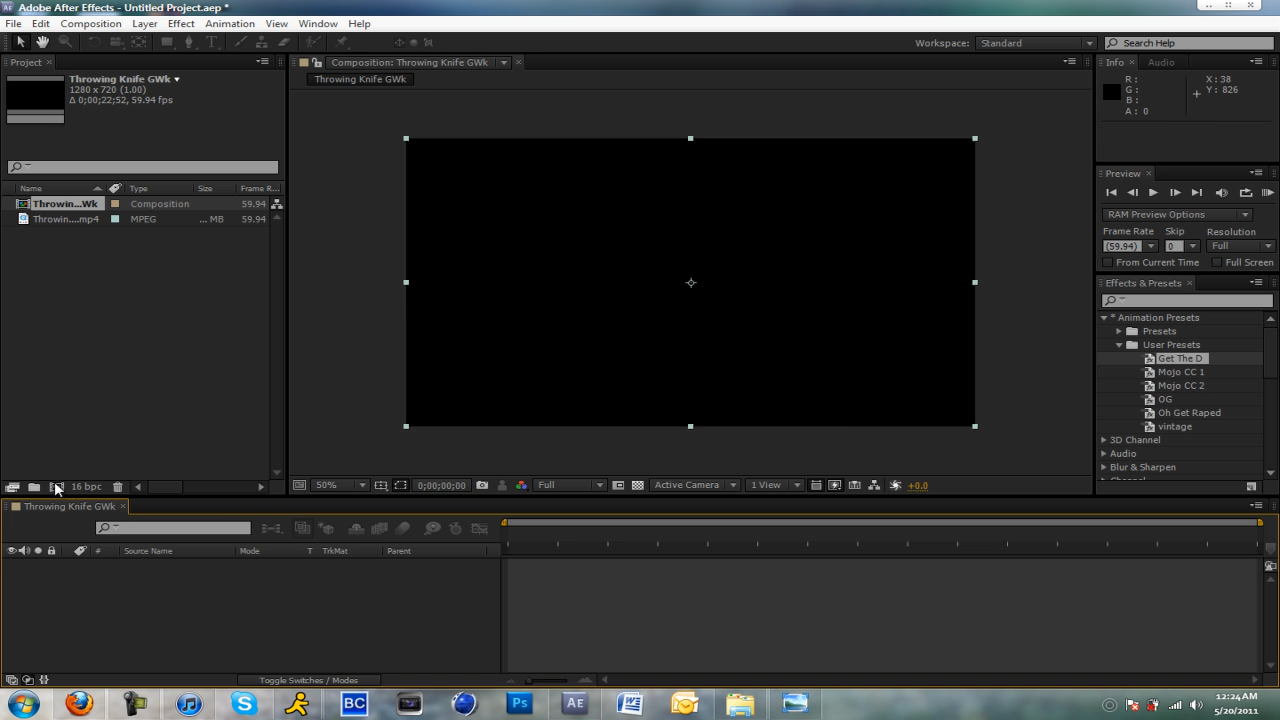 Adobe After Effects - Untitled Project.aep *
File Edit Composition Layer Effect Animation View Window Help
Workspace: Standard Search Help
Project
Throwing Knife GWk
1280 x 720 (1.00)
Δ 0;00;22;52, 59.94 fps
Name Type Size Frame R...
Throwin...Wk Composition 59.94
Throwin....mp4 MPEG ... MB 59.94
16 bpc
Composition: Throwing Knife GWk
Throwing Knife GWk
50% 0;00;00;00 Full Active Camera 1 View +0.0
Info Audio
R: X: 38
G: Y: 826
B:
A: 0
Preview
RAM Preview Options
Frame Rate Skip Resolution
(59.94) 0 Full
From Current Time Full Screen
Effects & Presets
* Animation Presets
Presets
User Presets
Get The D
Mojo CC 1
Mojo CC 2
OG
Oh Get Raped
vintage
3D Channel
Audio
Blur & Sharpen
Channel
Throwing Knife GWk
# Source Name Mode T TrkMat Parent
Toggle Switches / Modes
BC Ps AE
12:24 AM
5/20/2011